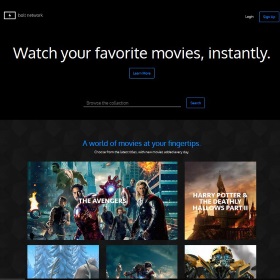 bolt network
Login
Sign Up
Watch your favorite movies, instantly.
Learn More
Browse the collection
Search
A world of movies at your fingertips.
Choose from the latest titles, with new movies added every day.
THE AVENGERS
HARRY POTTER &
THE DEATHLY
HALLOWS PART II